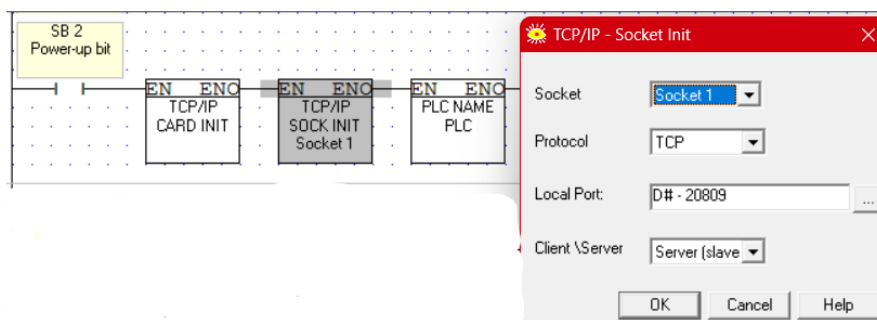 SB 2
Power-up bit
EN ENO
TCP/IP
CARD INIT
EN ENO
TCP/IP
SOCK INIT
Socket 1
EN ENO
PLC NAME
PLC
TCP/IP - Socket Init
Socket
Socket 1
Protocol
TCP
Local Port:
D# - 20809
...
Client \Server
Server (slave
OK
Cancel
Help